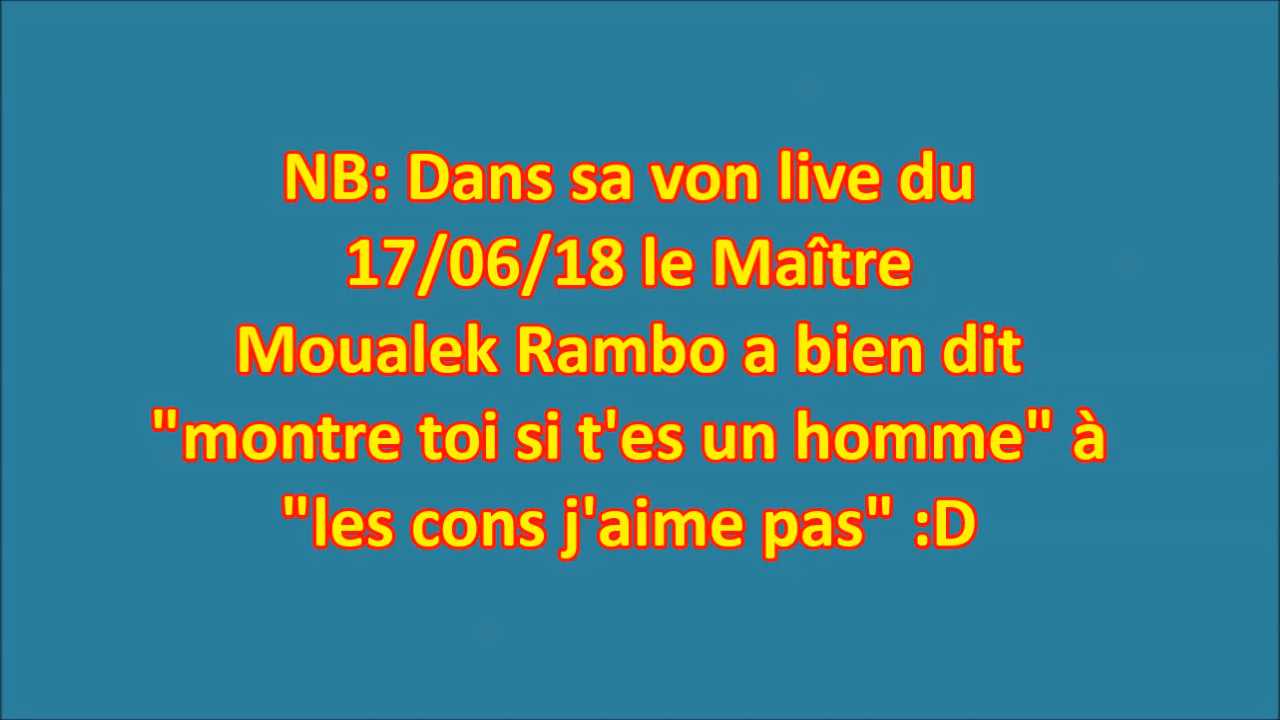 NB: Dans sa von live du
17/06/18 le Maître
Moualek Rambo a bien dit
"montre toi si t'es un homme" à
"les cons j'aime pas" :D